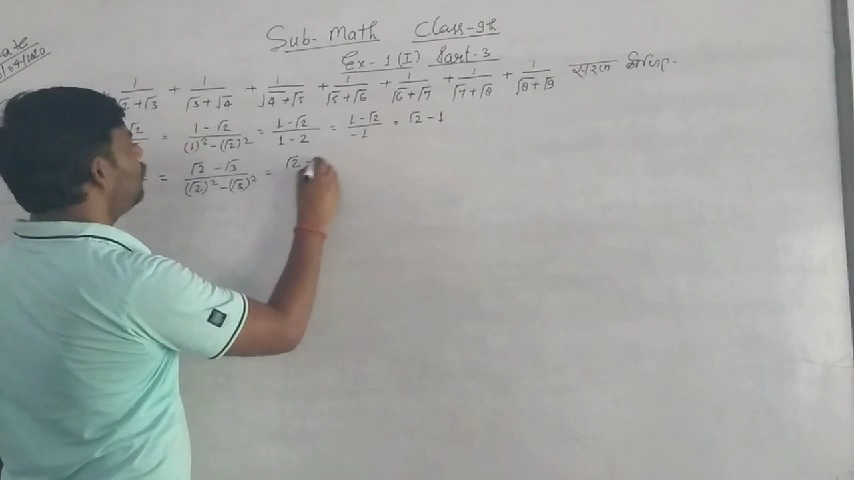 Sub- Math Class-9th
Ex-1(I) Part-3
+ 1/(√2+√3) + 1/(√3+√4) + 1/(√4+√5) + 1/(√5+√6) + 1/(√6+√7) + 1/(√7+√8) + 1/(√8+√9) सरल कीजिए.
= (1-√2)/((1)²-(√2)²) = (1-√2)/(1-2) = (1-√2)/-1 = √2-1
= (√2-√3)/((√2)²-(√3)²) = √2-